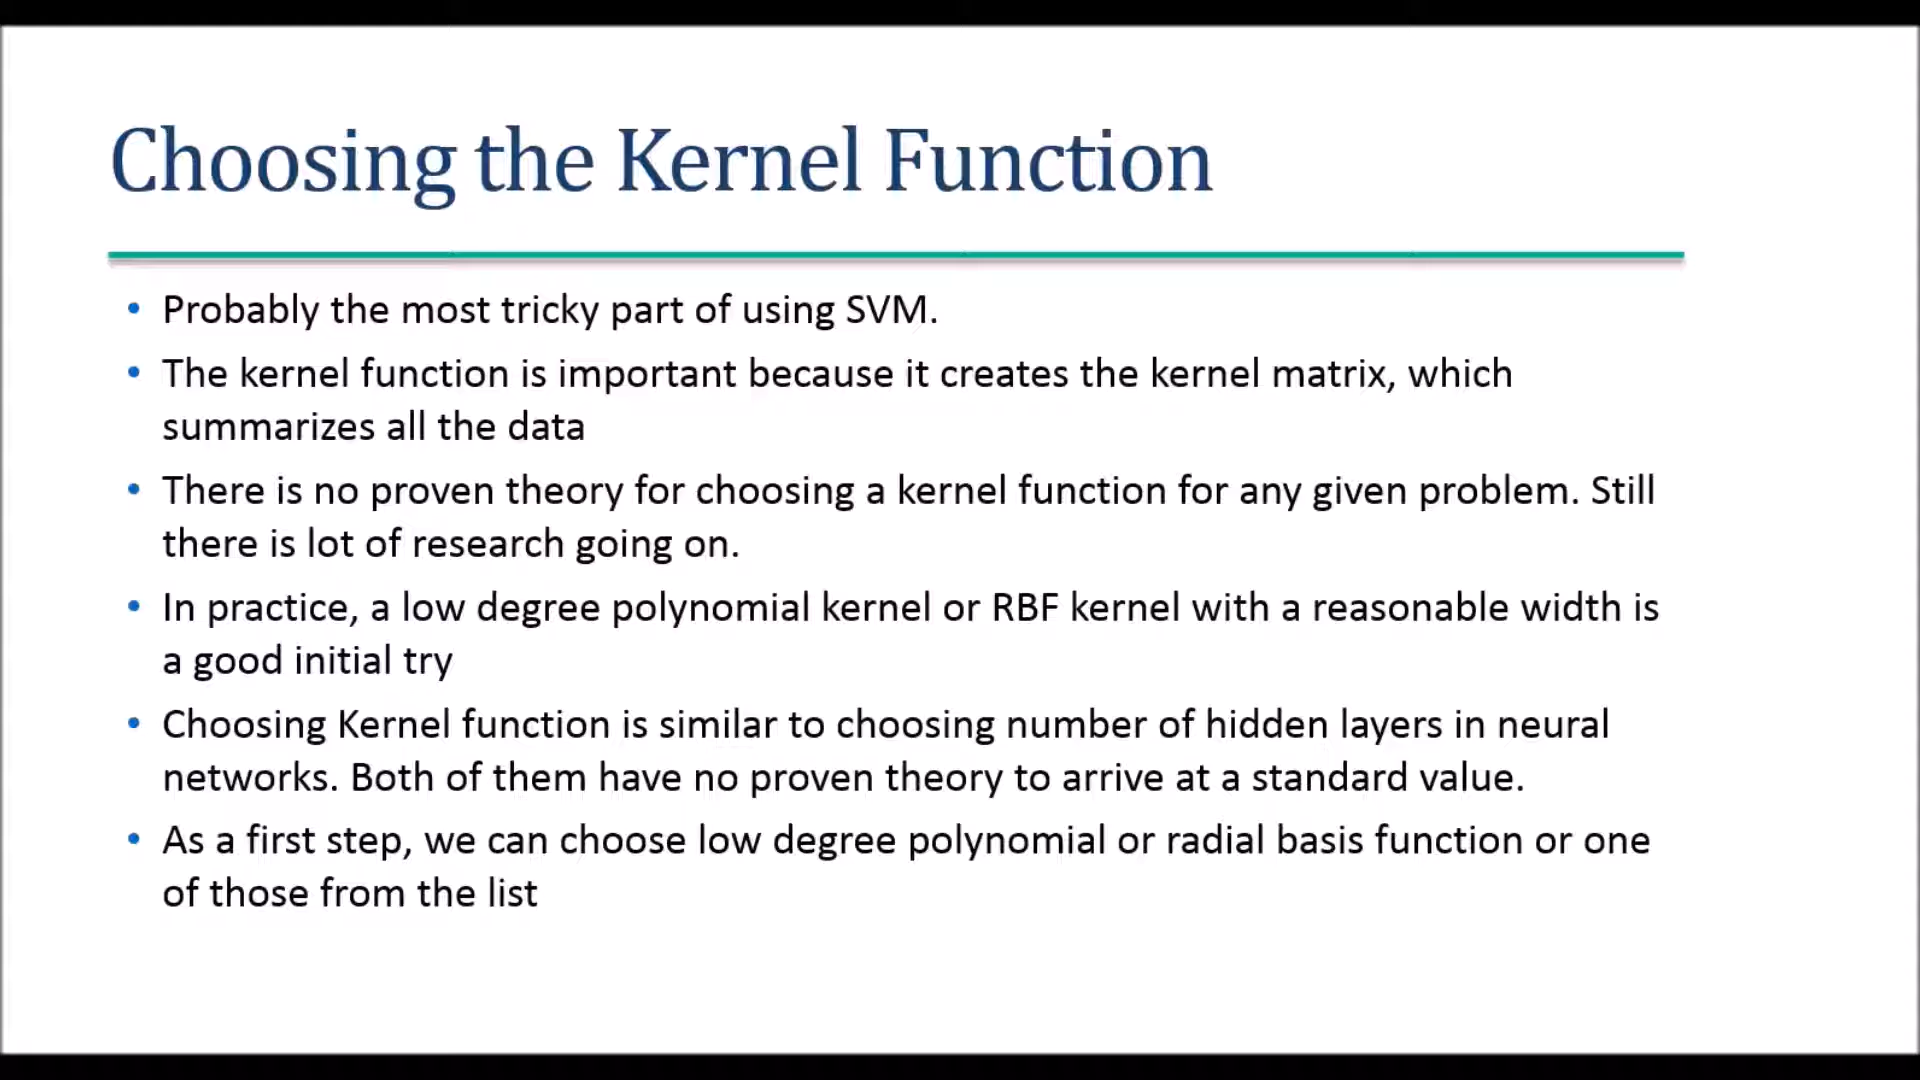 Choosing the Kernel Function
• Probably the most tricky part of using SVM.
• The kernel function is important because it creates the kernel matrix, which
summarizes all the data
• There is no proven theory for choosing a kernel function for any given problem. Still
there is lot of research going on.
• In practice, a low degree polynomial kernel or RBF kernel with a reasonable width is
a good initial try
• Choosing Kernel function is similar to choosing number of hidden layers in neural
networks. Both of them have no proven theory to arrive at a standard value.
• As a first step, we can choose low degree polynomial or radial basis function or one
of those from the list